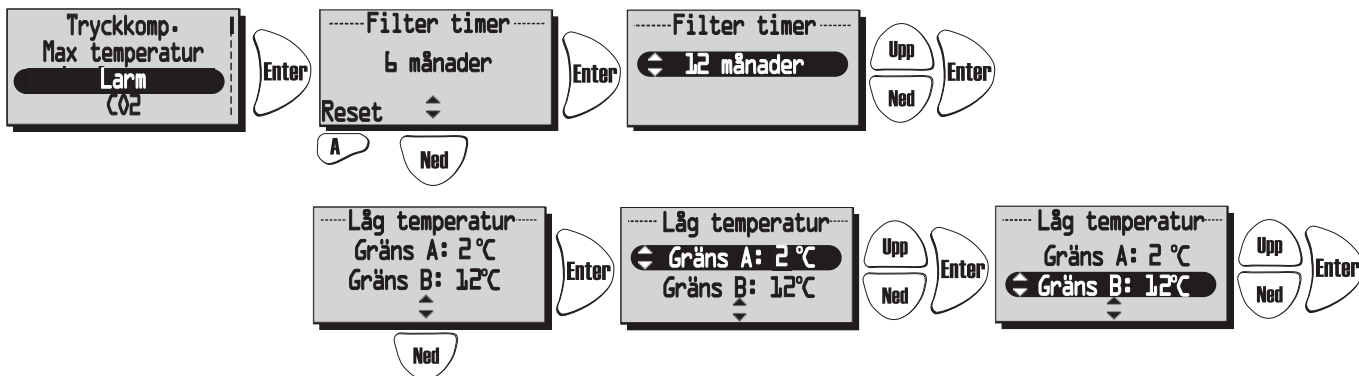 Tryckkomp.
Max temperatur
Larm
CO2
Enter
Filter timer
6 månader
Reset
A
Ned
Enter
Filter timer
12 månader
Upp
Ned
Enter
Låg temperatur
Gräns A: 2 °C
Gräns B: 12°C
Ned
Enter
Låg temperatur
Gräns A: 2 °C
Gräns B: 12°C
Upp
Ned
Enter
Låg temperatur
Gräns A: 2 °C
Gräns B: 12°C
Upp
Ned
Enter